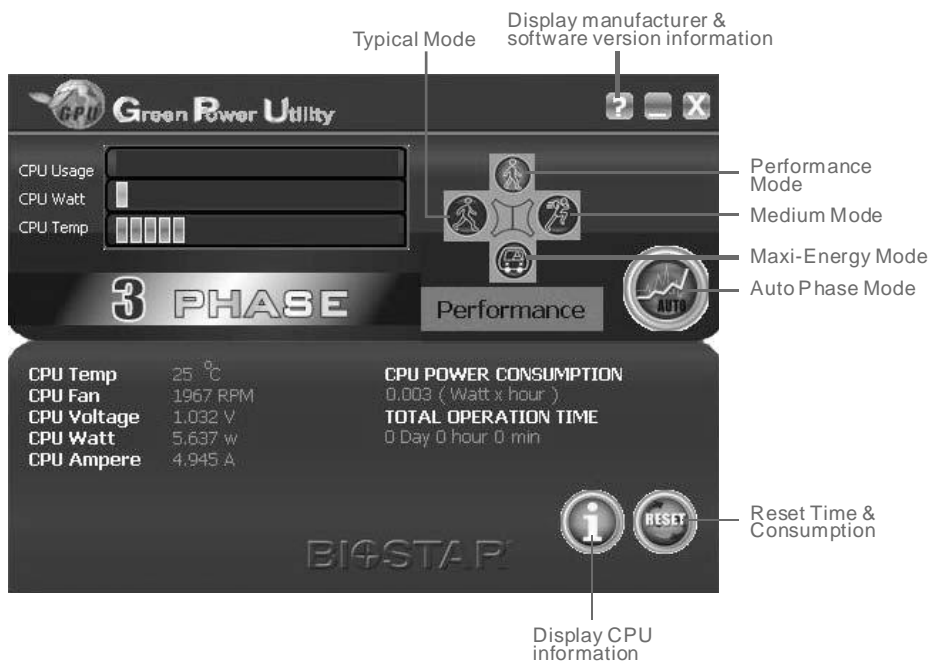 Typical Mode
Display manufacturer &
software version information
GPU
Green Power Utility
?
X
CPU Usage
CPU Watt
CPU Temp
Performance
Mode
Medium Mode
Maxi-Energy Mode
Auto Phase Mode
3 PHASE
Performance
AUTO
CPU Temp 25 °C
CPU Fan 1967 RPM
CPU Voltage 1.032 V
CPU Watt 5.637 w
CPU Ampere 4.945 A
CPU POWER CONSUMPTION
0.003 ( Watt x hour )
TOTAL OPERATION TIME
0 Day 0 hour 0 min
i
RESET
Reset Time &
Consumption
BIOSTAR
Display CPU
information